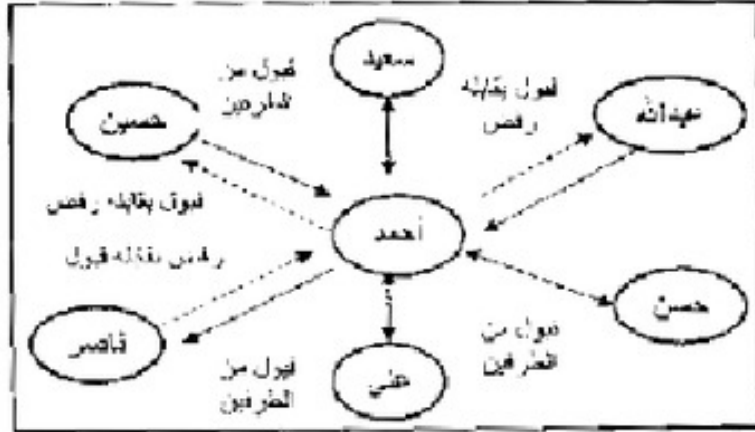 سعيد
قبول من
الطرفين
قبول يقابله
رفض
عبدالله
حسين
قبول يقابله رفض
أحمد
رفض يقابله قبول
حسن
ناصر
قبول من
الطرفين
علي
قبول من
الطرفين